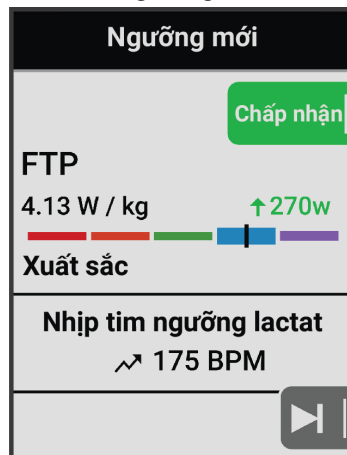 Ngưỡng mới
Chấp nhận
FTP
4.13 W / kg ↑270w
Xuất sắc
Nhịp tim ngưỡng lactat
175 BPM